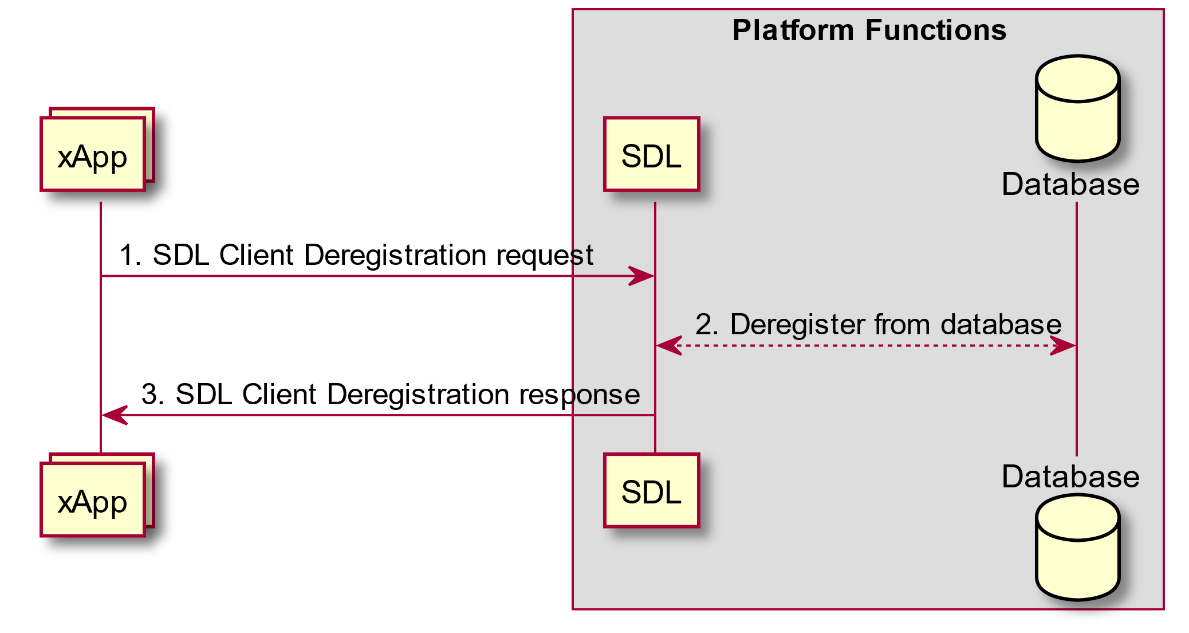 Platform Functions
xApp
SDL
Database
1. SDL Client Deregistration request
2. Deregister from database
3. SDL Client Deregistration response
xApp
SDL
Database